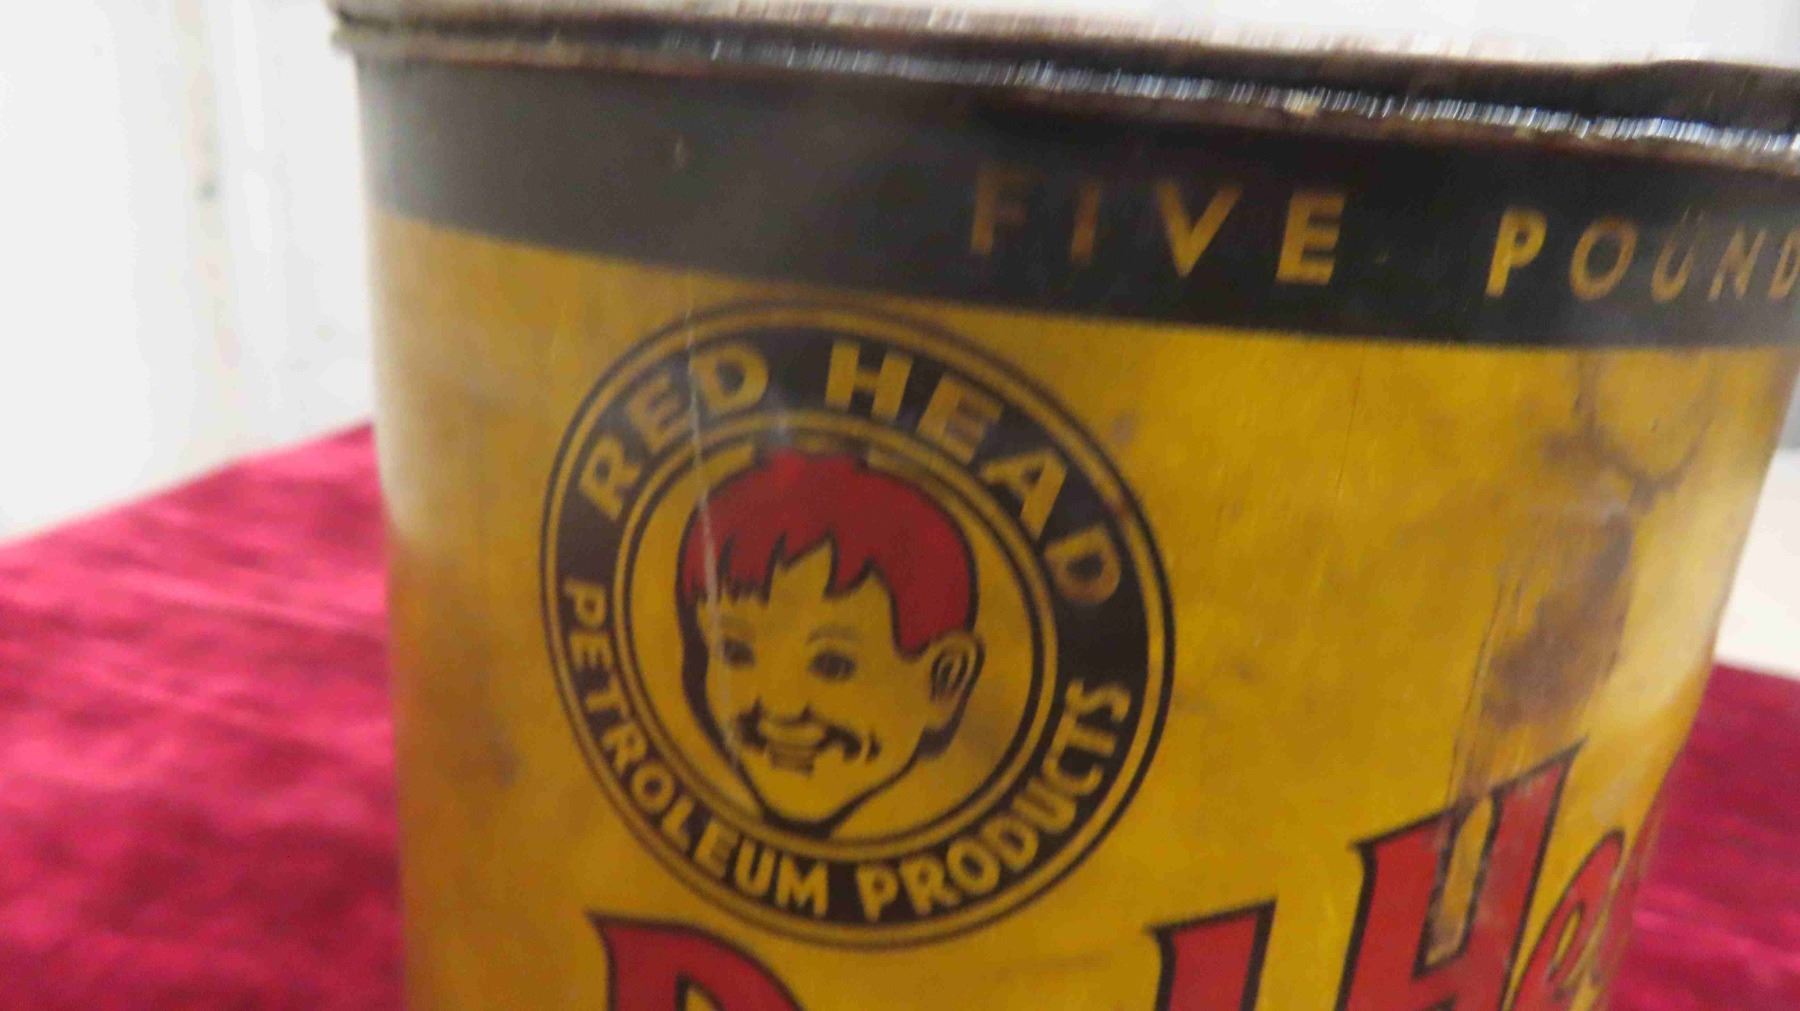 FIVE POUND
RED HEAD
PETROLEUM PRODUCTS